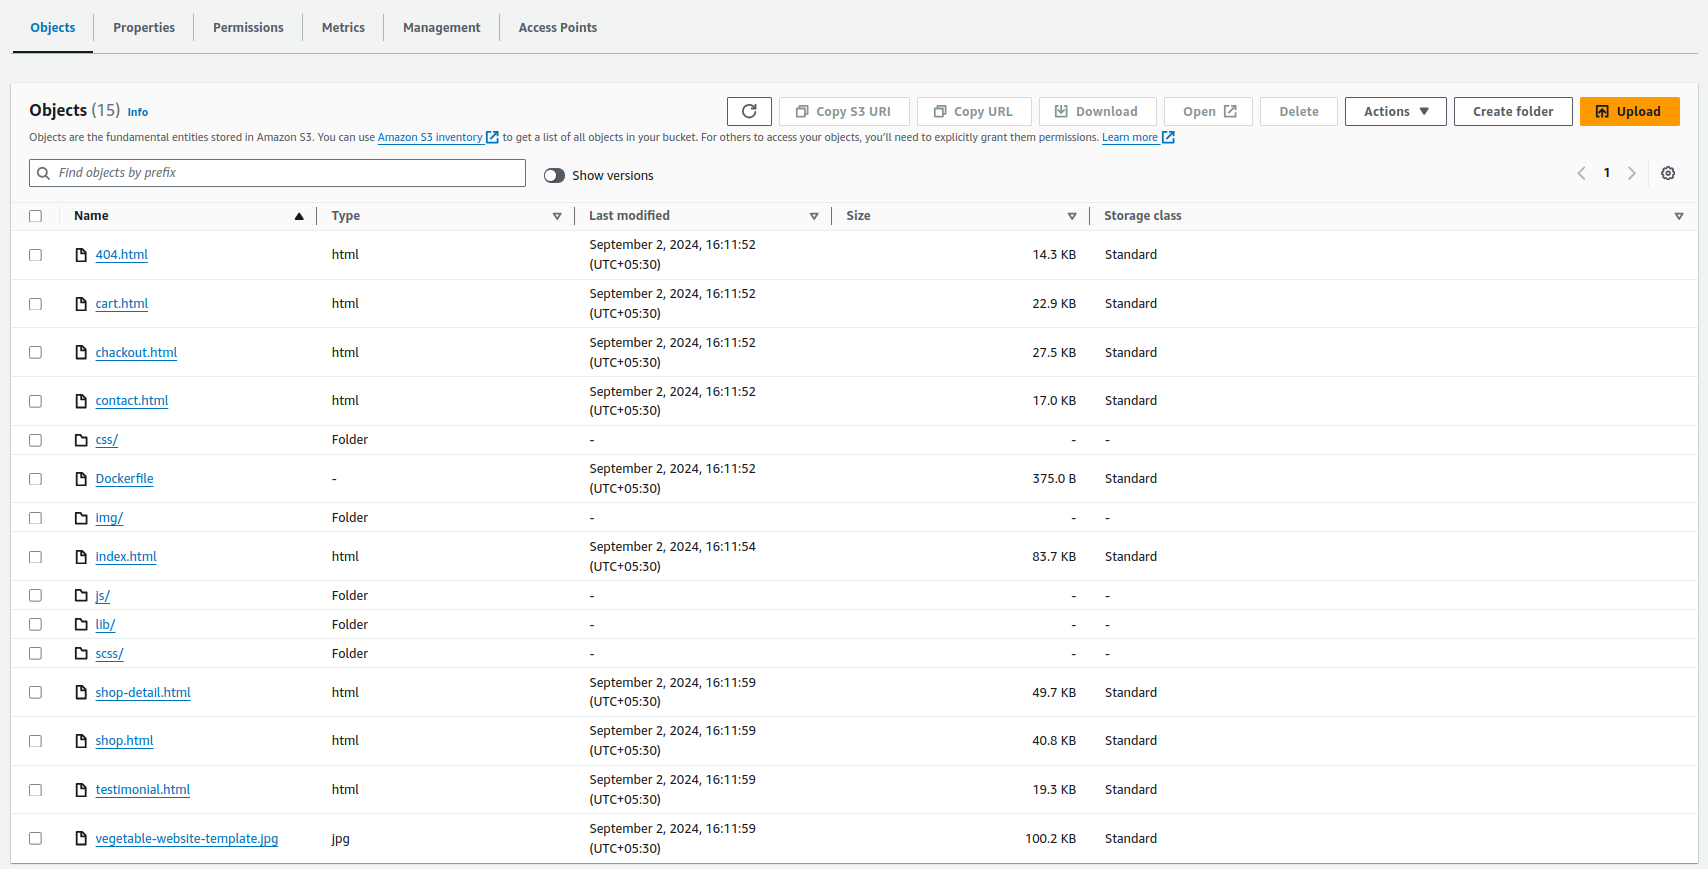 Objects Properties Permissions Metrics Management Access Points
Objects (15) Info Copy S3 URI Copy URL Download Open Delete Actions Create folder Upload
Objects are the fundamental entities stored in Amazon S3. You can use Amazon S3 inventory to get a list of all objects in your bucket. For others to access your objects, you'll need to explicitly grant them permissions. Learn more
Find objects by prefix Show versions 1
Name Type Last modified Size Storage class
404.html html September 2, 2024, 16:11:52 (UTC+05:30) 14.3 KB Standard
cart.html html September 2, 2024, 16:11:52 (UTC+05:30) 22.9 KB Standard
chackout.html html September 2, 2024, 16:11:52 (UTC+05:30) 27.5 KB Standard
contact.html html September 2, 2024, 16:11:52 (UTC+05:30) 17.0 KB Standard
css/ Folder - - -
Dockerfile - September 2, 2024, 16:11:52 (UTC+05:30) 375.0 B Standard
img/ Folder - - -
index.html html September 2, 2024, 16:11:54 (UTC+05:30) 83.7 KB Standard
js/ Folder - - -
lib/ Folder - - -
scss/ Folder - - -
shop-detail.html html September 2, 2024, 16:11:59 (UTC+05:30) 49.7 KB Standard
shop.html html September 2, 2024, 16:11:59 (UTC+05:30) 40.8 KB Standard
testimonial.html html September 2, 2024, 16:11:59 (UTC+05:30) 19.3 KB Standard
vegetable-website-template.jpg jpg September 2, 2024, 16:11:59 (UTC+05:30) 100.2 KB Standard